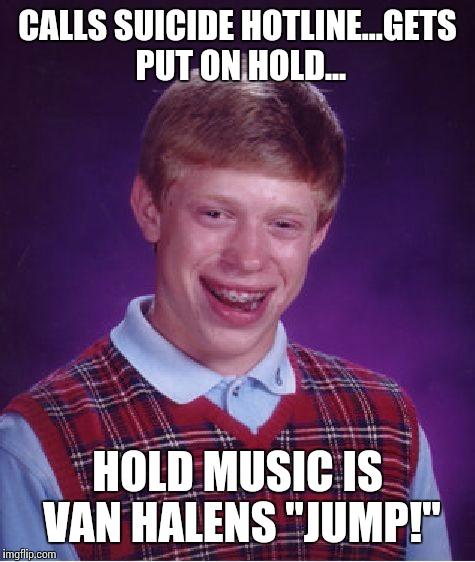 CALLS SUICIDE HOTLINE...GETS
PUT ON HOLD...
HOLD MUSIC IS
VAN HALENS "JUMP!"
imgflip.com